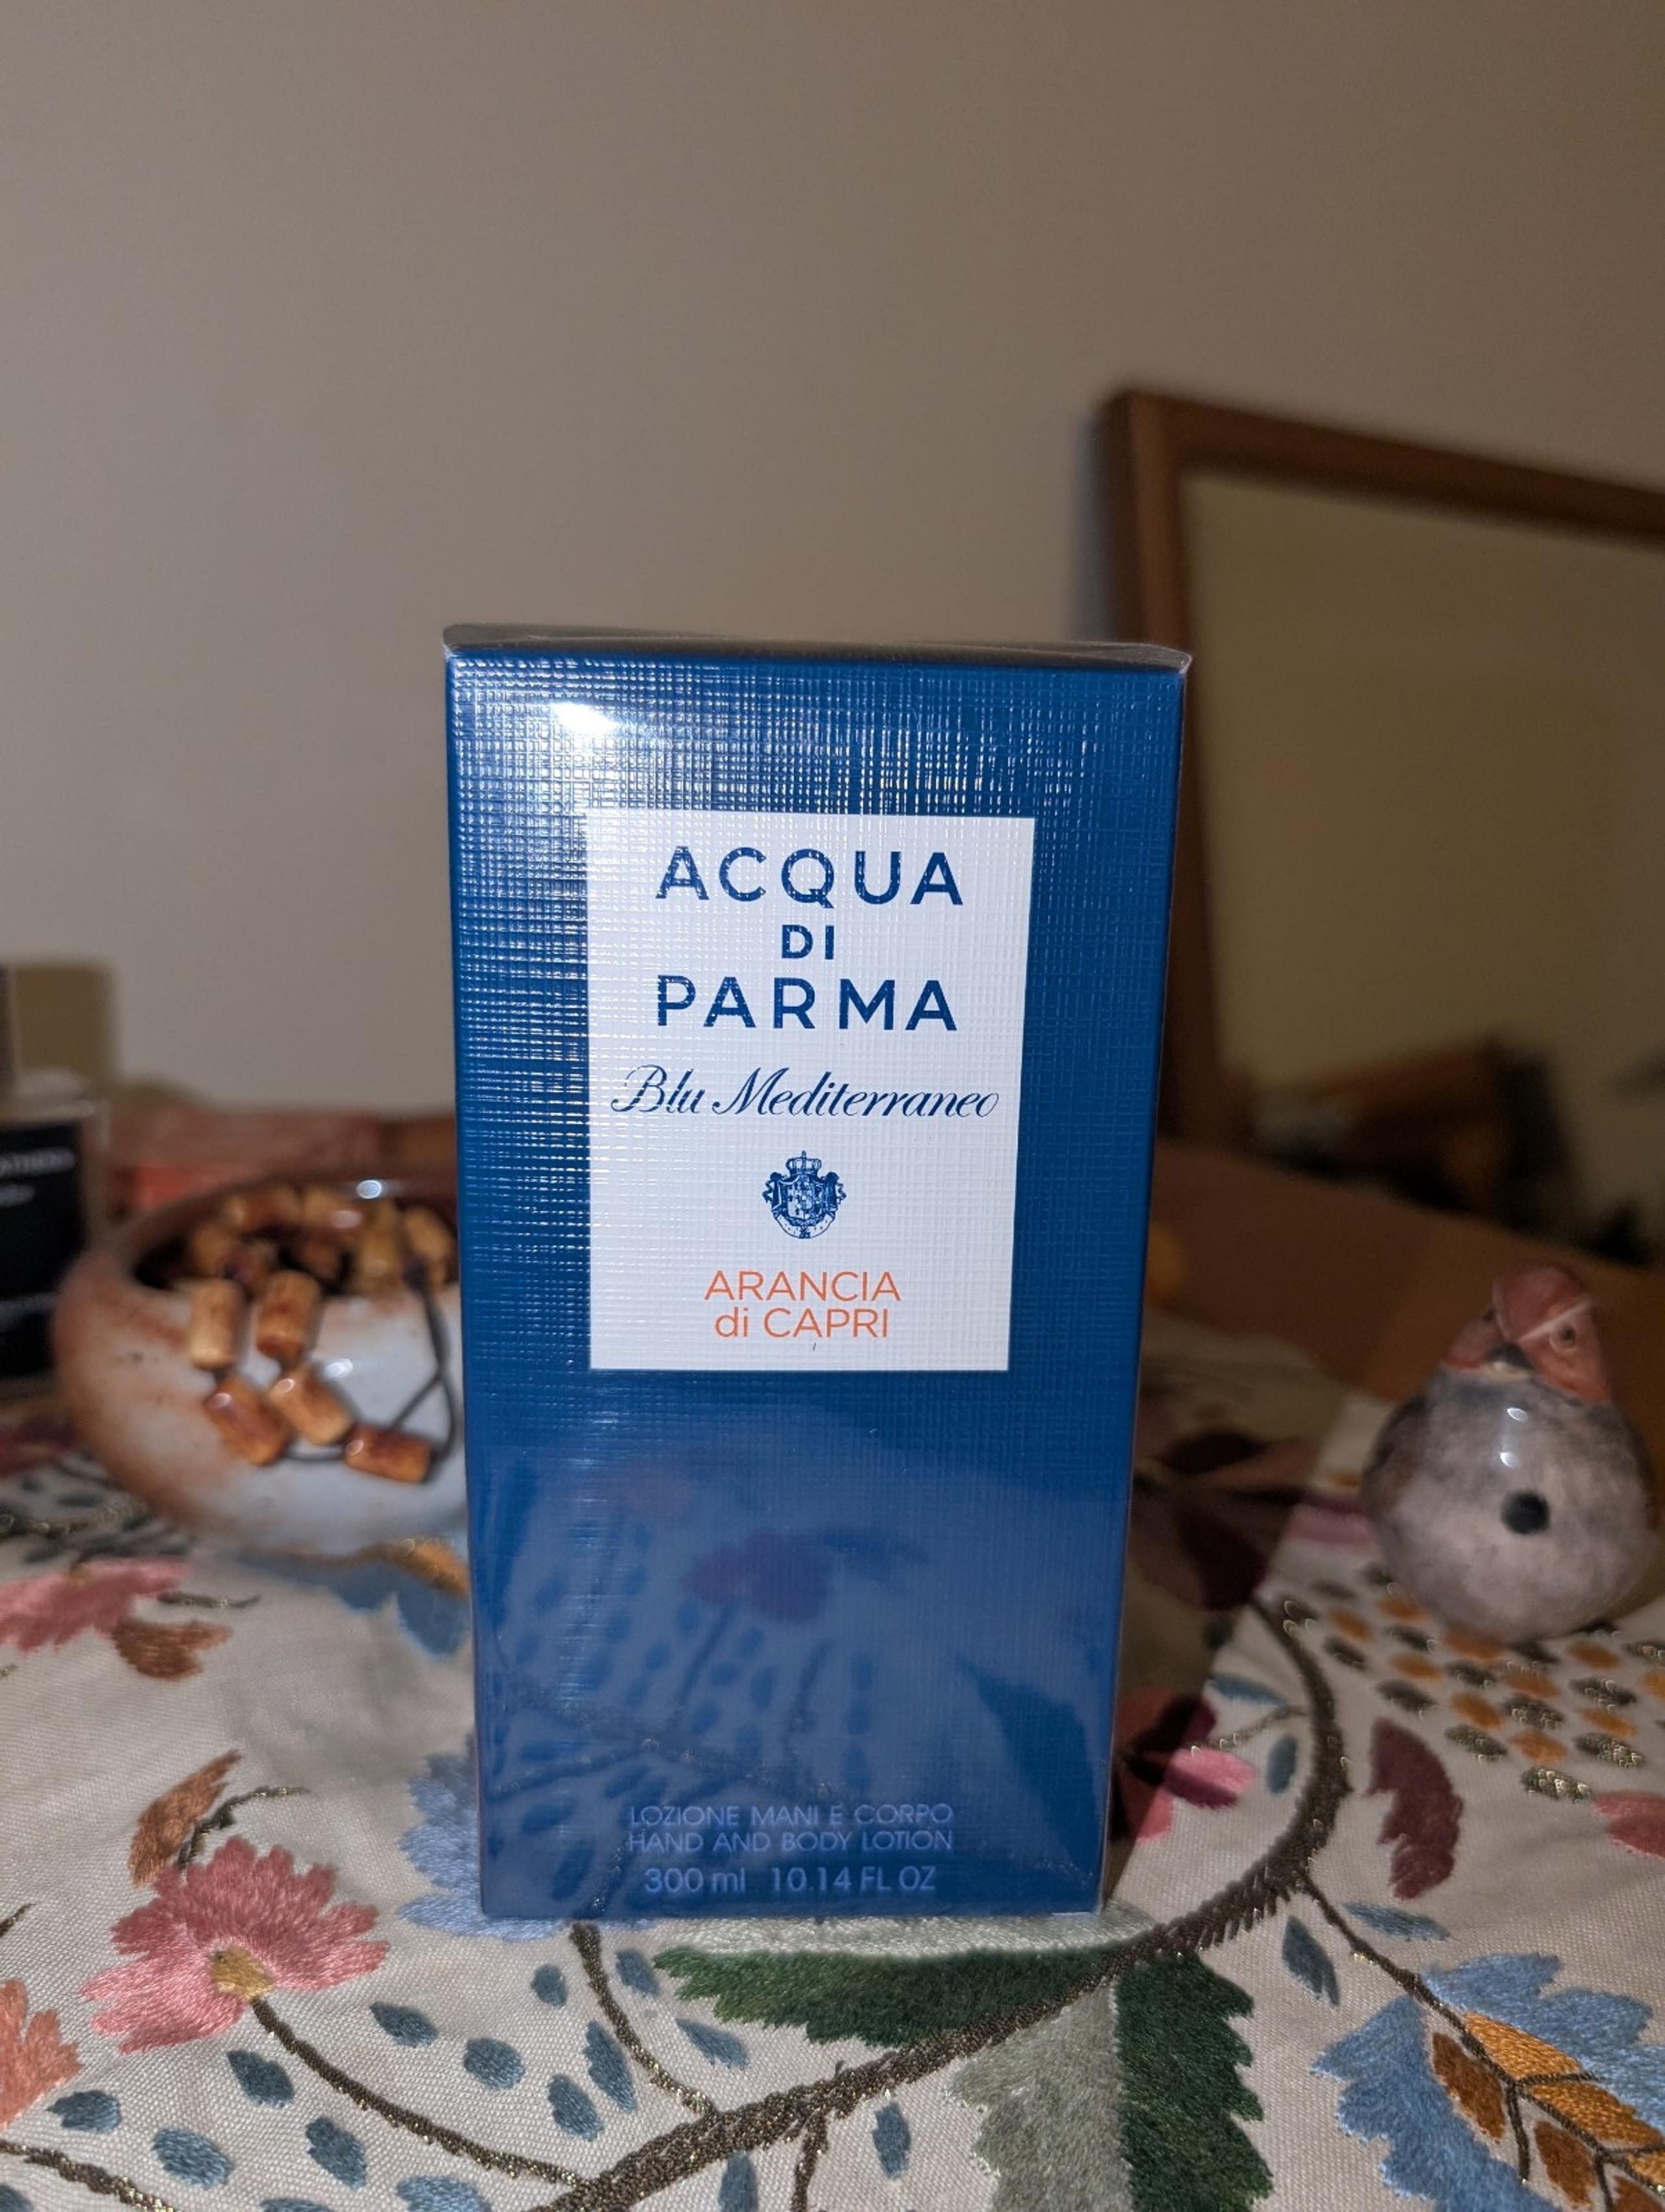 ACQUA
DI
PARMA
Blu Mediterraneo
ARANCIA
di CAPRI
LOZIONE MANI E CORPO
HAND AND BODY LOTION
300 ml 10.14 FL OZ